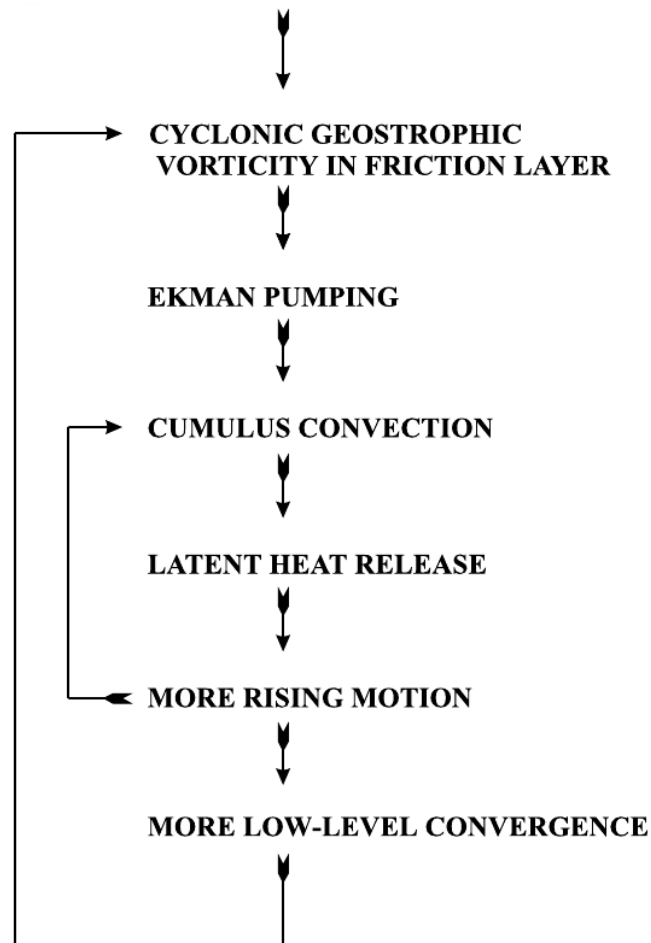 CYCLONIC GEOSTROPHIC
VORTICITY IN FRICTION LAYER
EKMAN PUMPING
CUMULUS CONVECTION
LATENT HEAT RELEASE
MORE RISING MOTION
MORE LOW-LEVEL CONVERGENCE